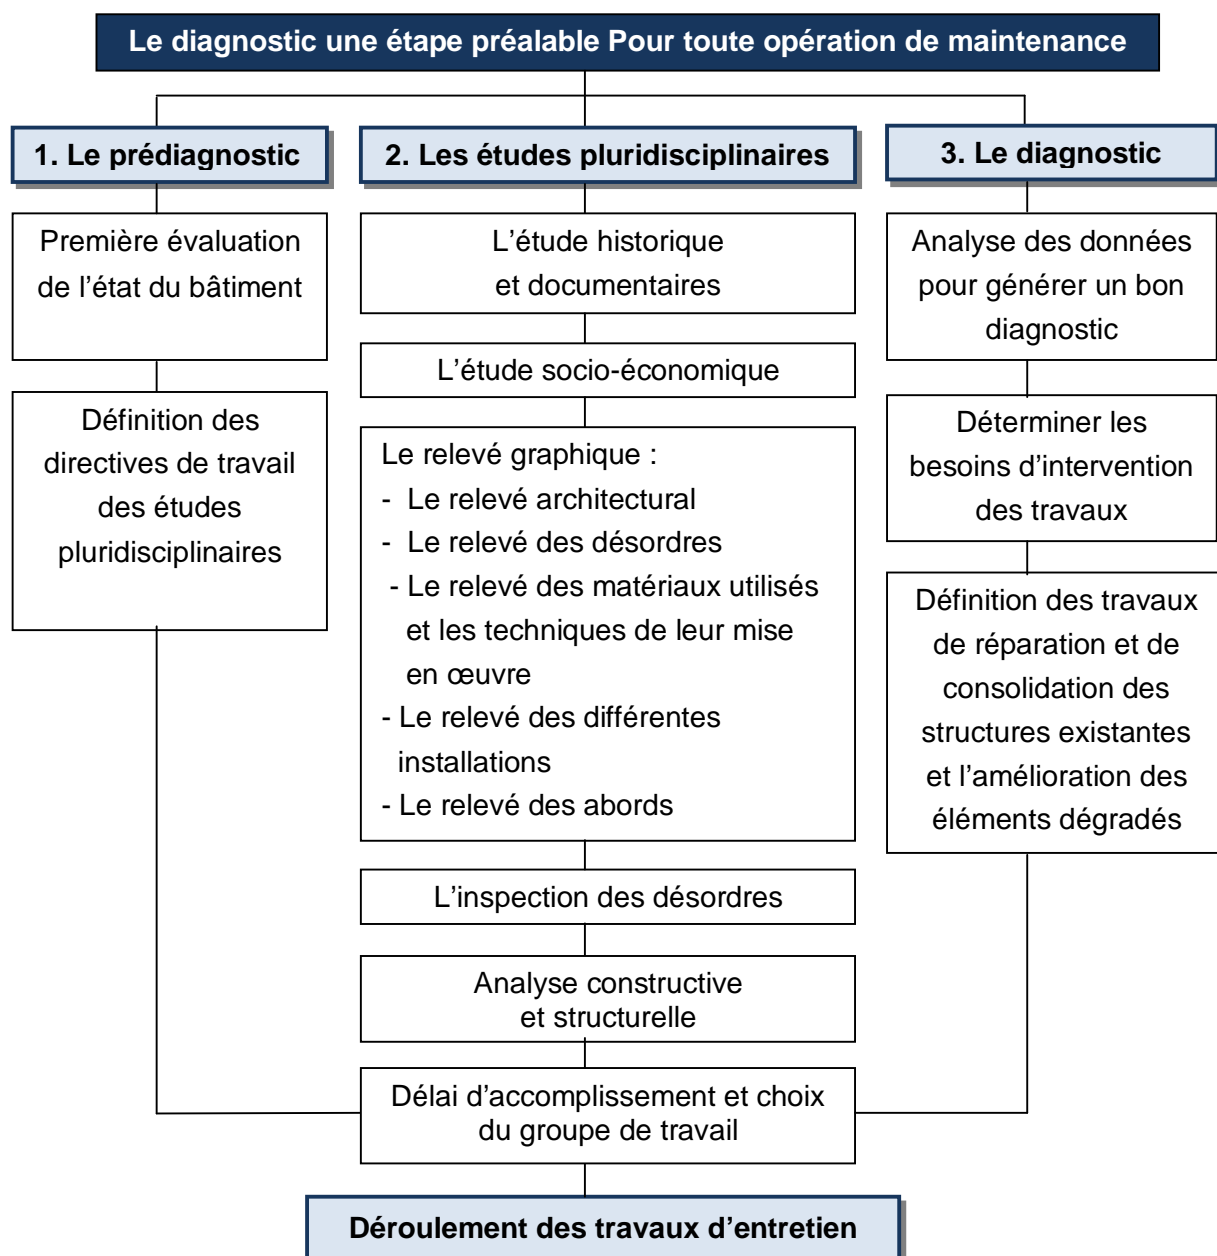 Le diagnostic une étape préalable Pour toute opération de maintenance
1. Le prédiagnostic
Première évaluation
de l’état du bâtiment
Définition des
directives de travail
des études
pluridisciplinaires
2. Les études pluridisciplinaires
L’étude historique
et documentaires
L’étude socio-économique
Le relevé graphique :
- Le relevé architectural
- Le relevé des désordres
- Le relevé des matériaux utilisés
et les techniques de leur mise
en œuvre
- Le relevé des différentes
installations
- Le relevé des abords
L’inspection des désordres
Analyse constructive
et structurelle
3. Le diagnostic
Analyse des données
pour générer un bon
diagnostic
Déterminer les
besoins d’intervention
des travaux
Définition des travaux
de réparation et de
consolidation des
structures existantes
et l’amélioration des
éléments dégradés
Délai d’accomplissement et choix
du groupe de travail
Déroulement des travaux d’entretien